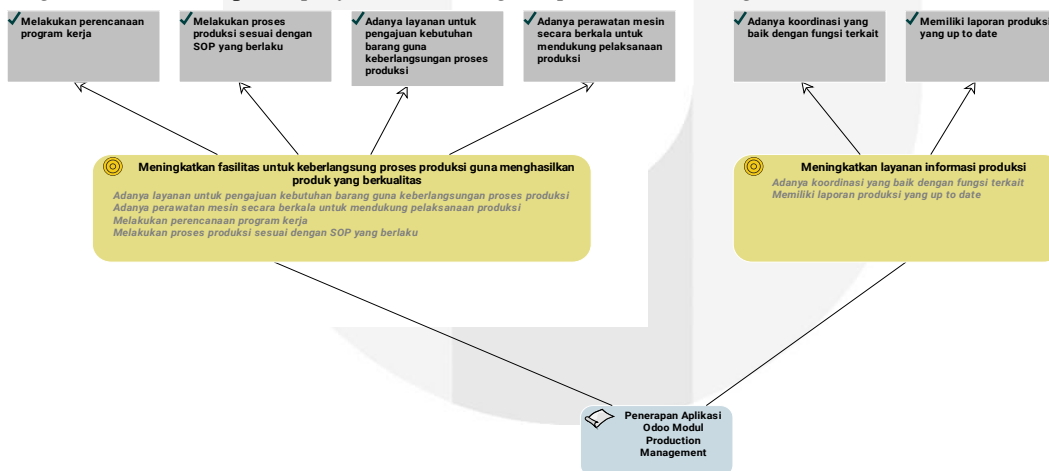 Melakukan perencanaan
program kerja
Melakukan proses
produksi sesuai dengan
SOP yang berlaku
Adanya layanan untuk
pengajuan kebutuhan
barang guna
keberlangsungan proses
produksi
Adanya perawatan mesin
secara berkala untuk
mendukung pelaksanaan
produksi
Adanya koordinasi yang
baik dengan fungsi terkait
Memiliki laporan produksi
yang up to date
Meningkatkan fasilitas untuk keberlangsung proses produksi guna menghasilkan
produk yang berkualitas
Adanya layanan untuk pengajuan kebutuhan barang guna keberlangsungan proses produksi
Adanya perawatan mesin secara berkala untuk mendukung pelaksanaan produksi
Melakukan perencanaan program kerja
Melakukan proses produksi sesuai dengan SOP yang berlaku
Meningkatkan layanan informasi produksi
Adanya koordinasi yang baik dengan fungsi terkait
Memiliki laporan produksi yang up to date
Penerapan Aplikasi
Odoo Modul
Production
Management